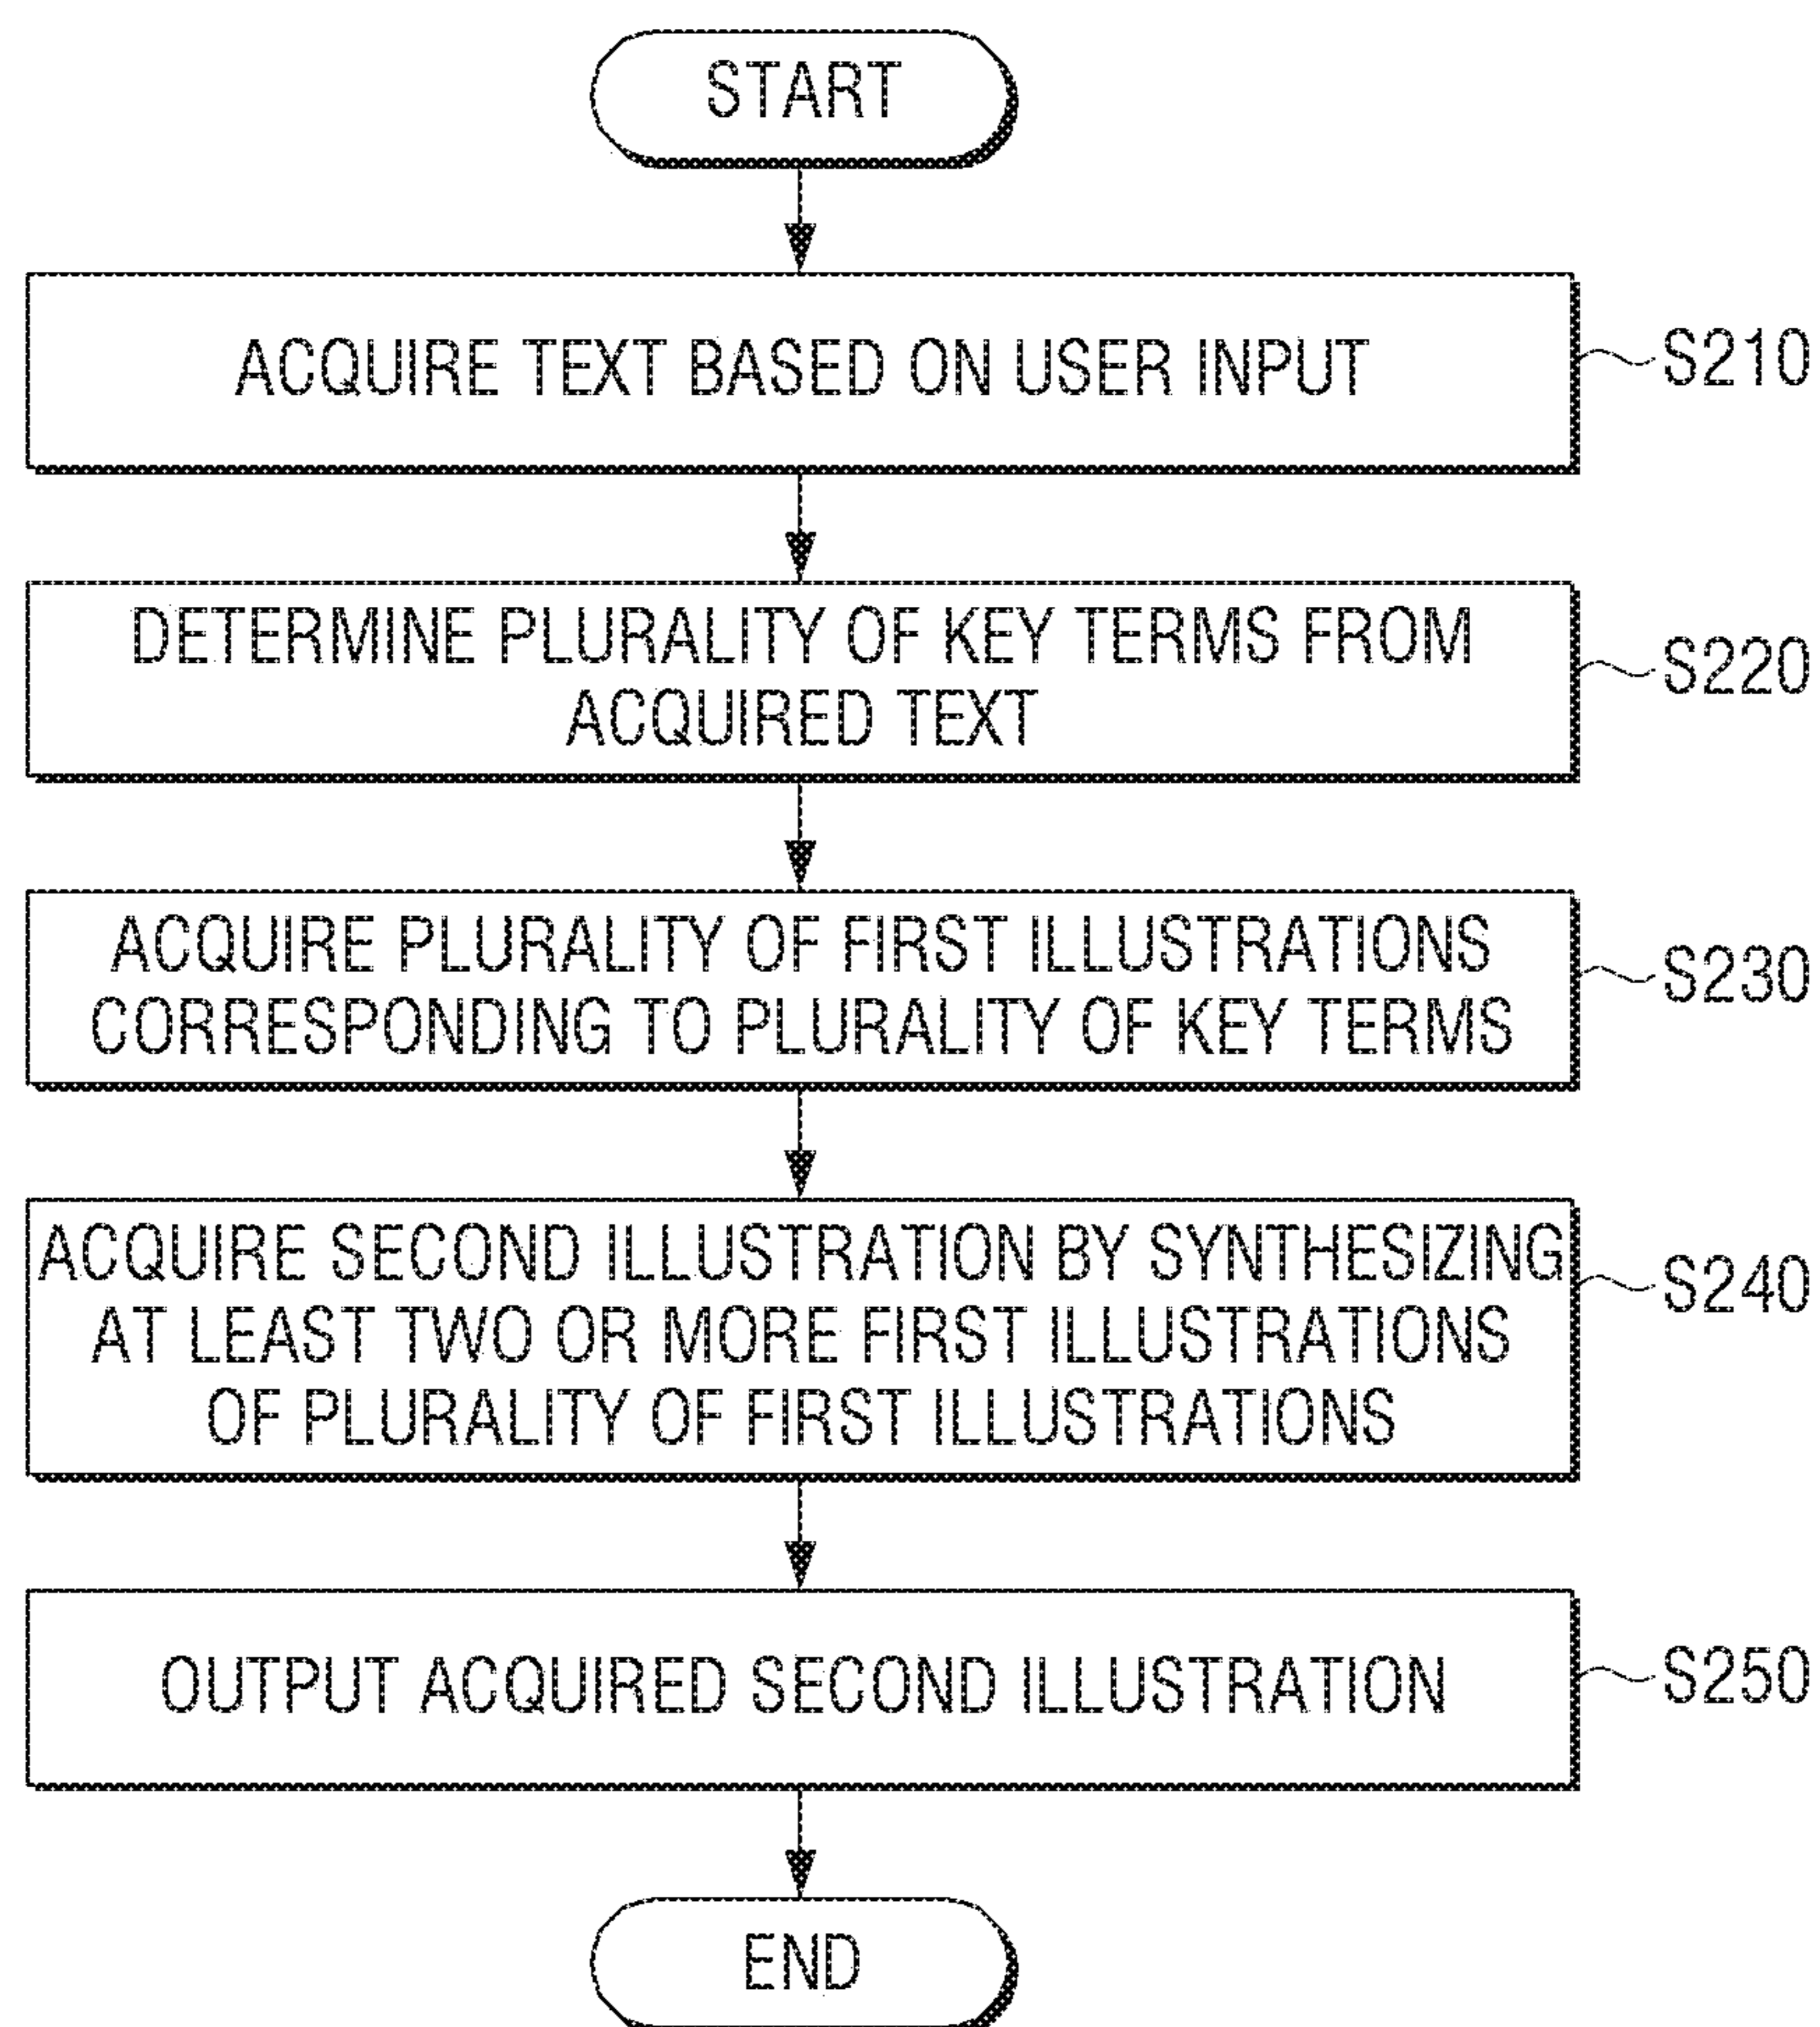 START
ACQUIRE TEXT BASED ON USER INPUT
S210
DETERMINE PLURALITY OF KEY TERMS FROM
ACQUIRED TEXT
S220
ACQUIRE PLURALITY OF FIRST ILLUSTRATIONS
CORRESPONDING TO PLURALITY OF KEY TERMS
S230
ACQUIRE SECOND ILLUSTRATION BY SYNTHESIZING
AT LEAST TWO OR MORE FIRST ILLUSTRATIONS
OF PLURALITY OF FIRST ILLUSTRATIONS
S240
OUTPUT ACQUIRED SECOND ILLUSTRATION
S250
END